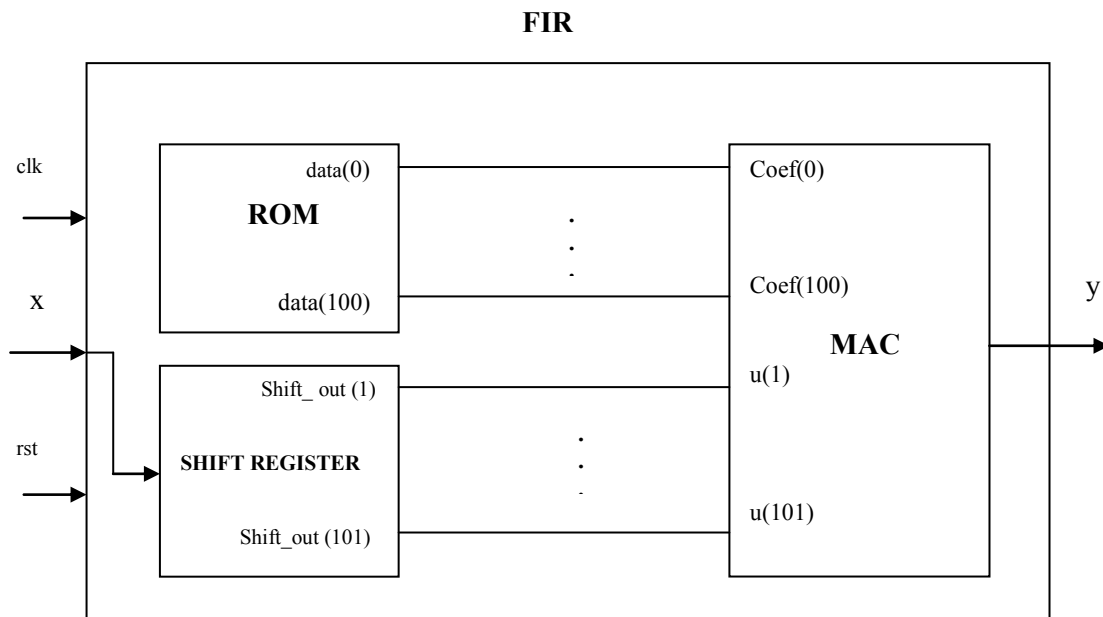 FIR
clk
x
rst
data(0)
ROM
data(100)
Shift_ out (1)
SHIFT REGISTER
Shift_out (101)
Coef(0)
Coef(100)
MAC
u(1)
u(101)
y